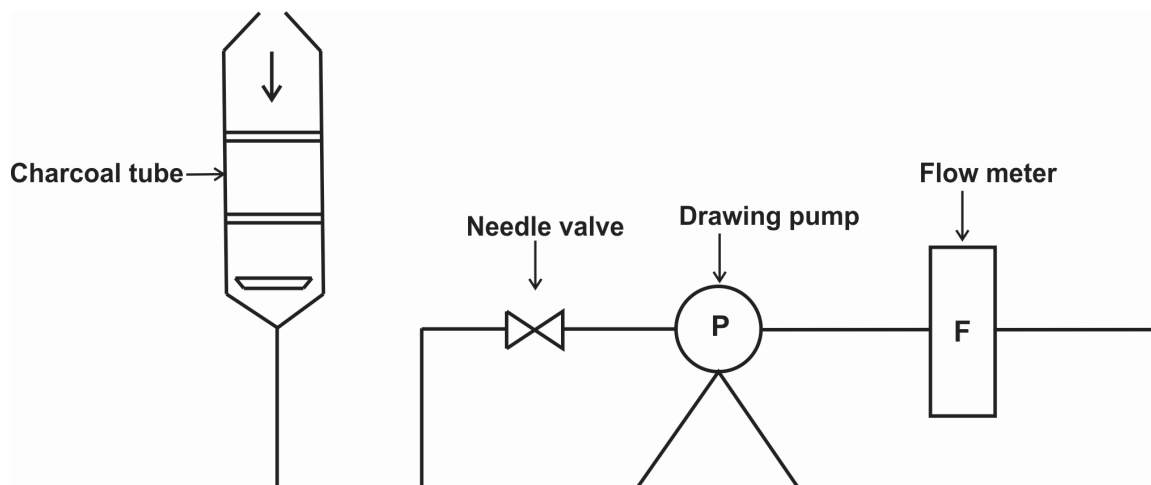 Charcoal tube
Needle valve
Drawing pump
Flow meter
P
F